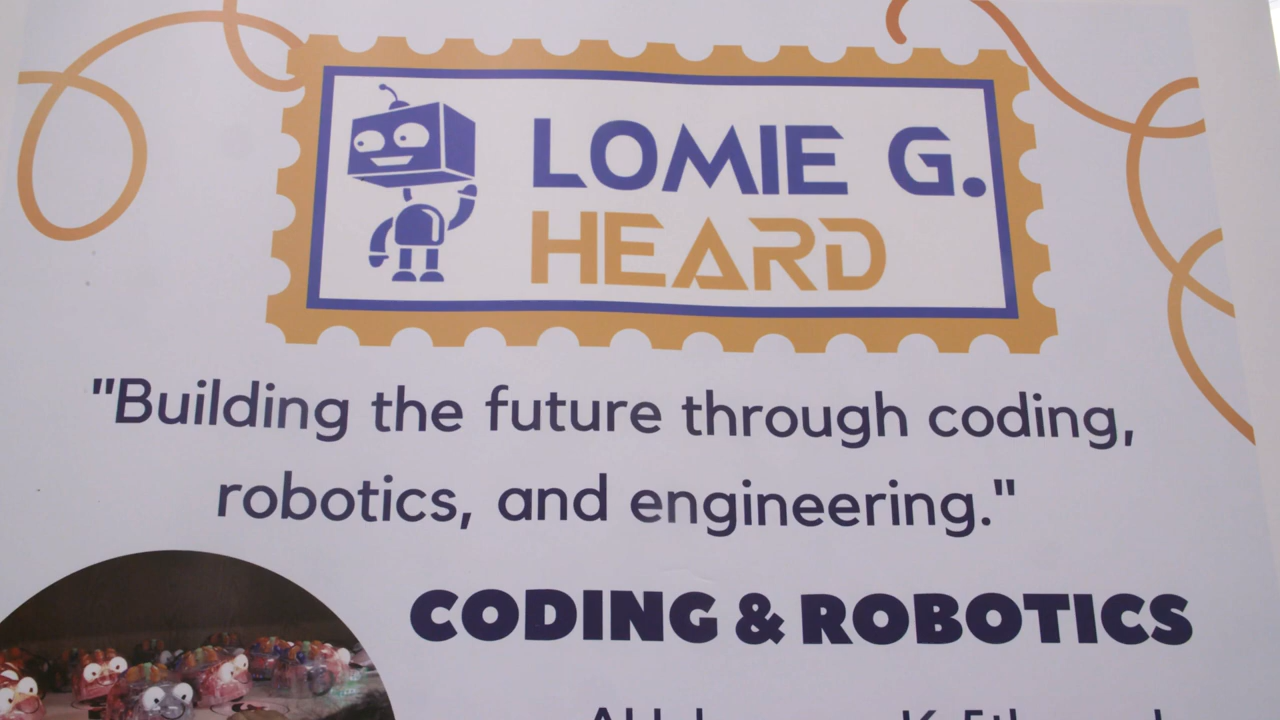 LOMIE G.
HEARD
"Building the future through coding,
robotics, and engineering."
CODING & ROBOTICS